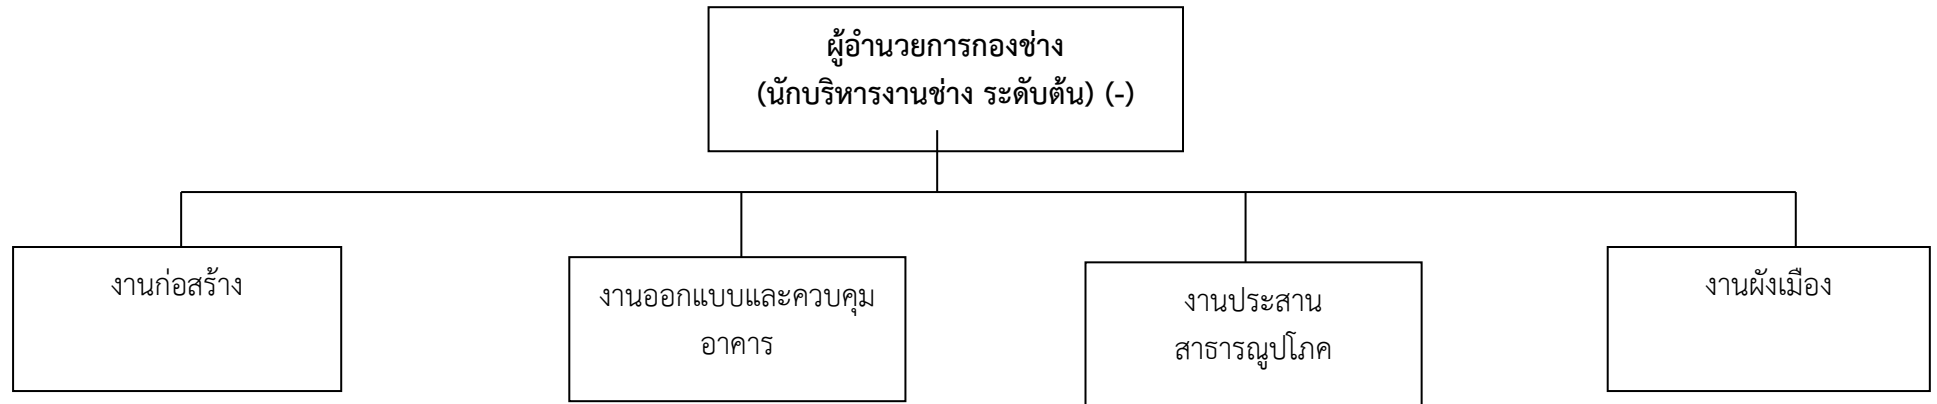 ผู้อำนวยการกองช่าง
(นักบริหารงานช่าง ระดับต้น) (-)
งานก่อสร้าง
งานออกแบบและควบคุม
อาคาร
งานประสาน
สาธารณูปโภค
งานผังเมือง